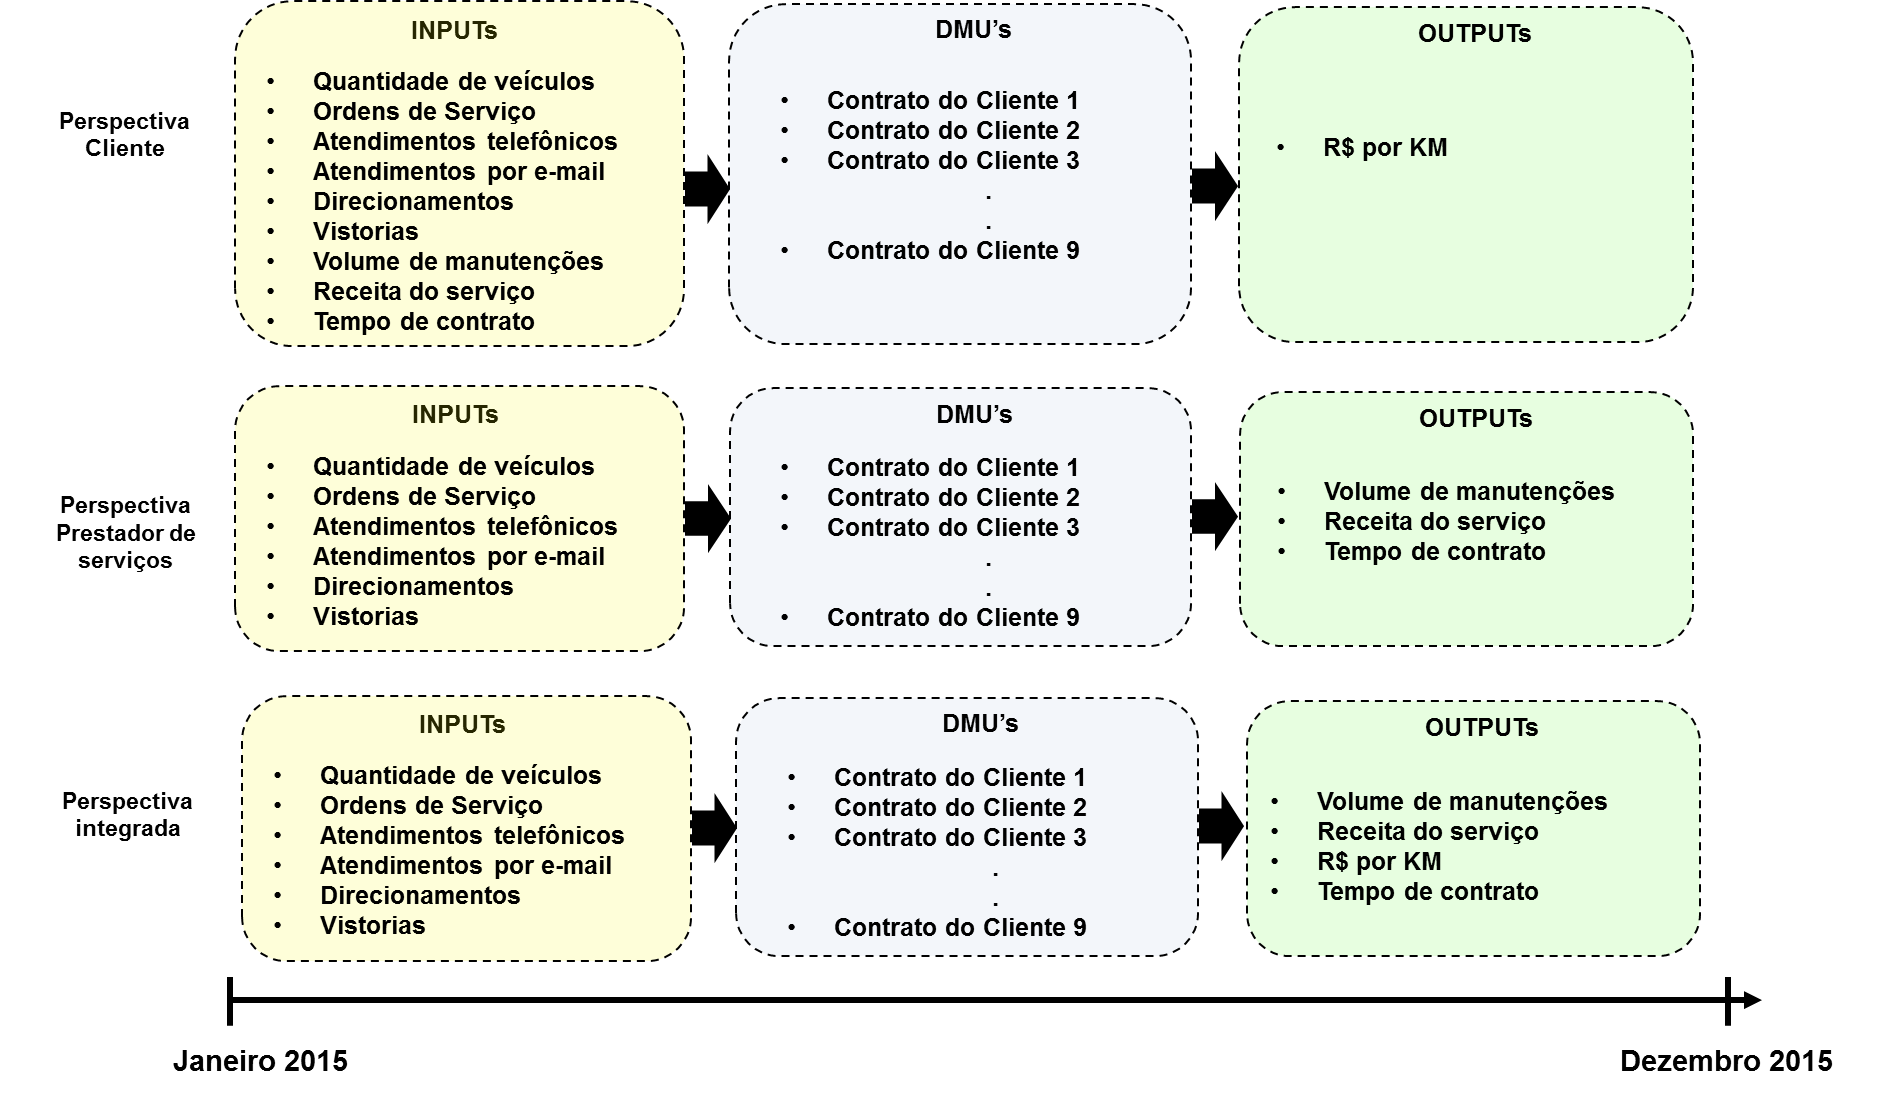 Perspectiva
Cliente
INPUTs
• Quantidade de veículos
• Ordens de Serviço
• Atendimentos telefônicos
• Atendimentos por e-mail
• Direcionamentos
• Vistorias
• Volume de manutenções
• Receita do serviço
• Tempo de contrato
DMU’s
• Contrato do Cliente 1
• Contrato do Cliente 2
• Contrato do Cliente 3
.
.
• Contrato do Cliente 9
OUTPUTs
• R$ por KM
Perspectiva
Prestador de
serviços
INPUTs
• Quantidade de veículos
• Ordens de Serviço
• Atendimentos telefônicos
• Atendimentos por e-mail
• Direcionamentos
• Vistorias
DMU’s
• Contrato do Cliente 1
• Contrato do Cliente 2
• Contrato do Cliente 3
.
.
• Contrato do Cliente 9
OUTPUTs
• Volume de manutenções
• Receita do serviço
• Tempo de contrato
Perspectiva
integrada
INPUTs
• Quantidade de veículos
• Ordens de Serviço
• Atendimentos telefônicos
• Atendimentos por e-mail
• Direcionamentos
• Vistorias
DMU’s
• Contrato do Cliente 1
• Contrato do Cliente 2
• Contrato do Cliente 3
.
.
• Contrato do Cliente 9
OUTPUTs
• Volume de manutenções
• Receita do serviço
• R$ por KM
• Tempo de contrato
Janeiro 2015
Dezembro 2015